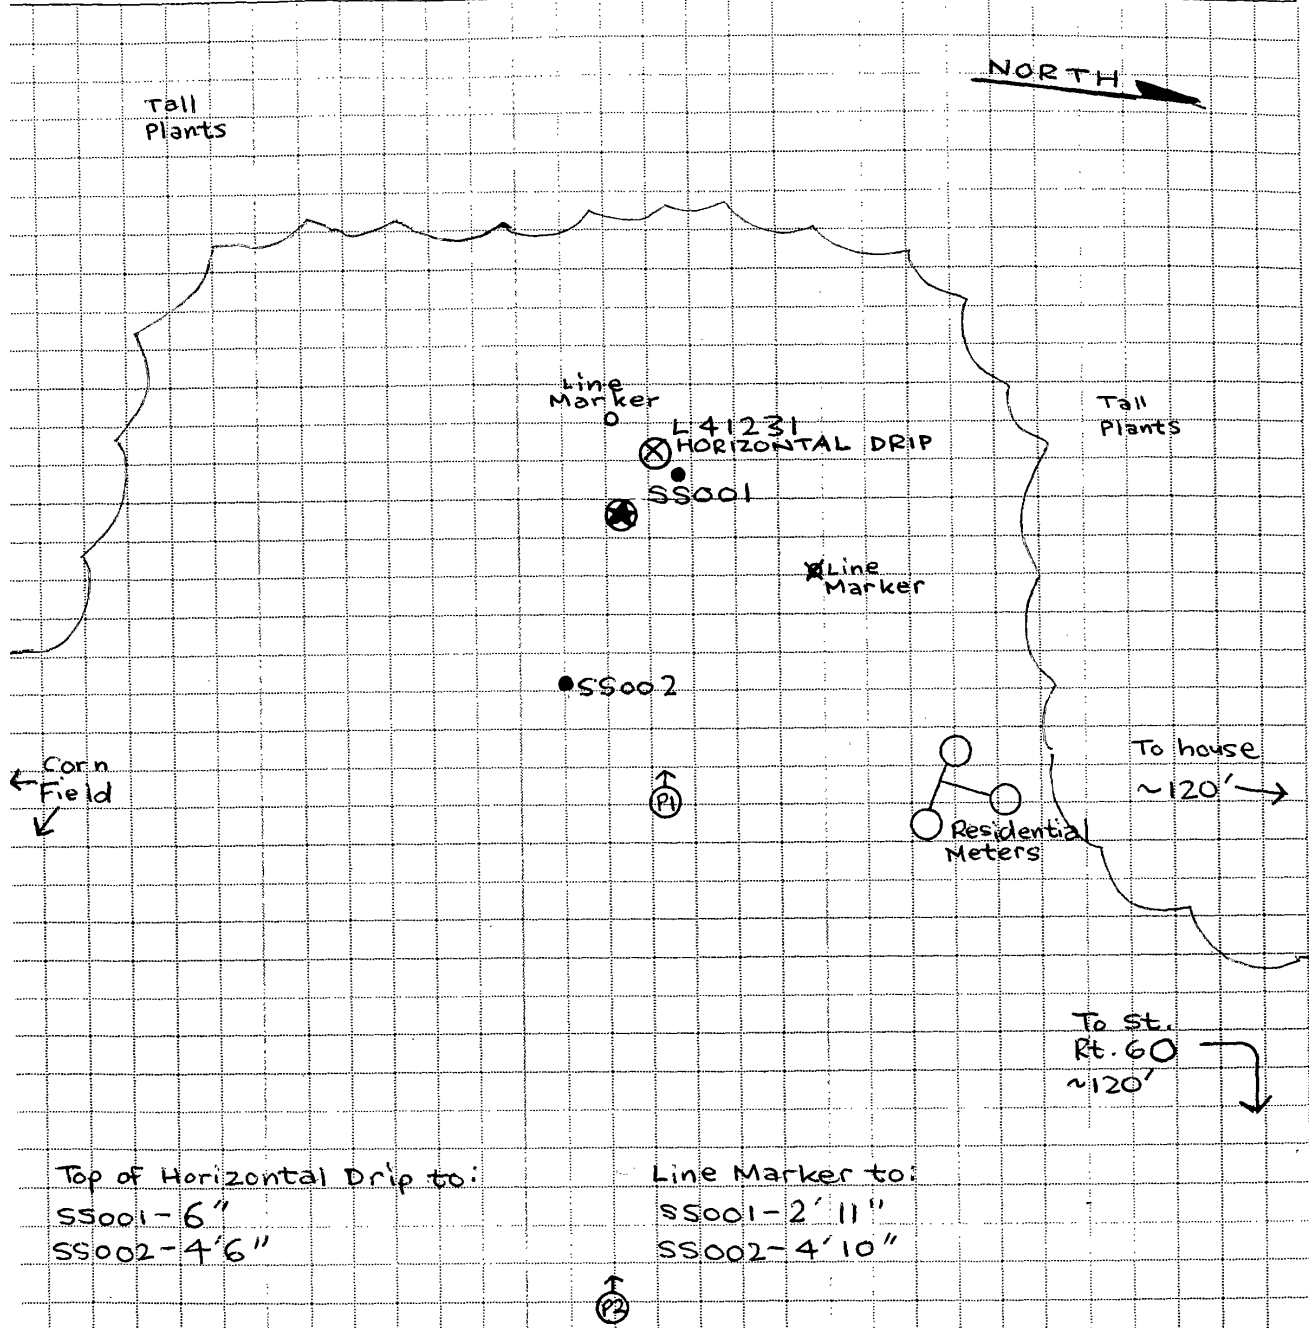 NORTH
Tall
Plants
Line
Marker
L41231
HORIZONTAL DRIP
SS001
Tall
Plants
Line
Marker
SS002
Corn
Field
P1
To house
~120'
Residential
Meters
To St.
Rt. 60
~120'
Top of Horizontal Drip to:
SS001-6"
SS002-4'6"
Line Marker to:
SS001-2'11"
SS002-4'10"
P2